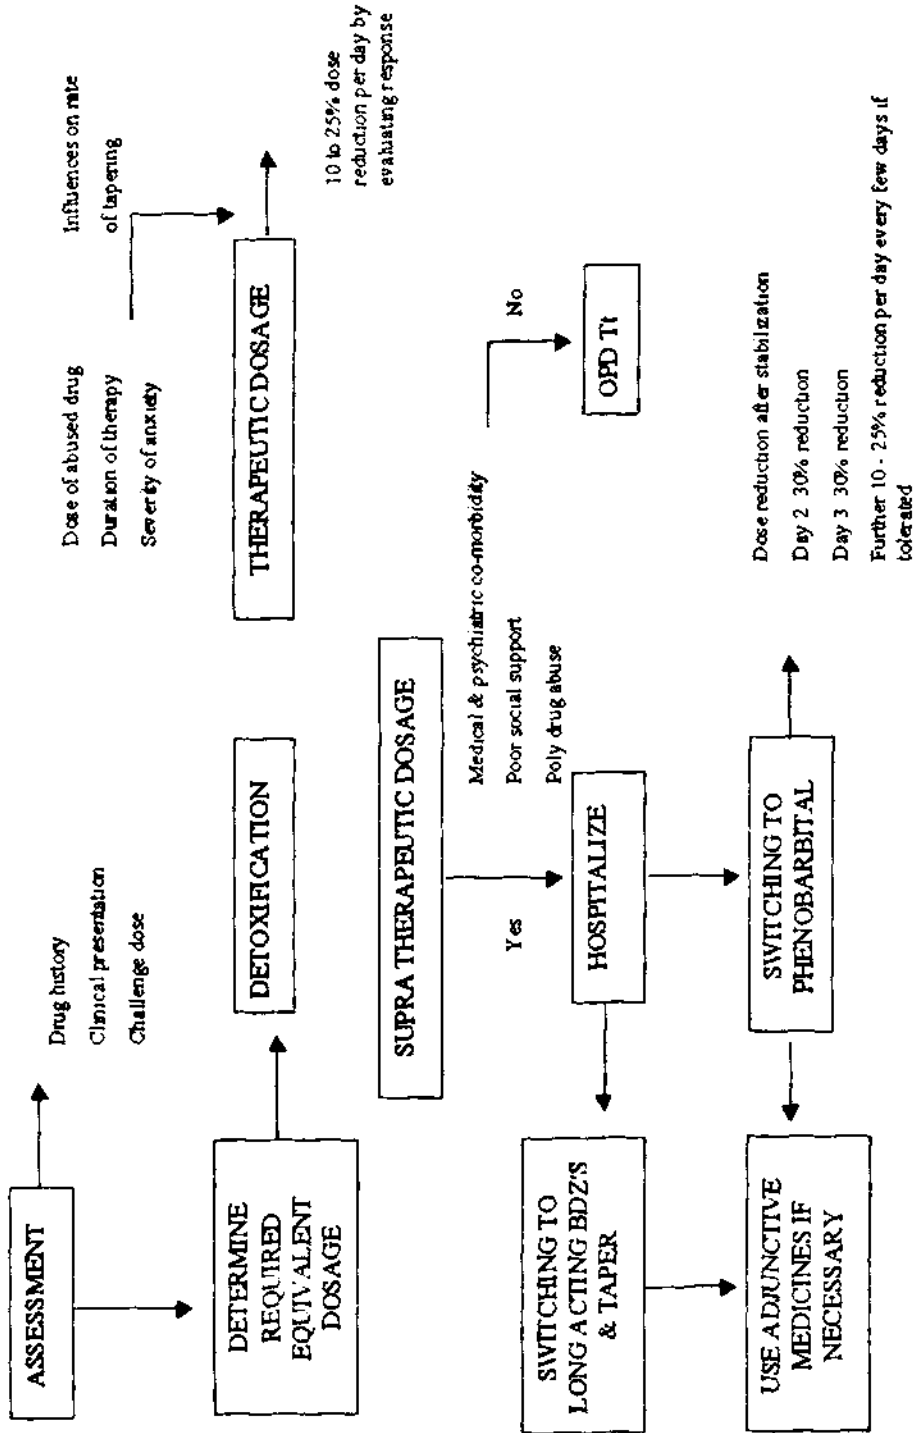 ASSESSMENT
Drug history
Clinical presentation
Challenge dose
DETERMINE
REQUIRED
EQUIVALENT
DOSAGE
DETOXIFICATION
Dose of abused drug
Duration of therapy
Severity of anxiety
Influences on rate
of tapering
THERAPEUTIC DOSAGE
10 to 25% dose
reduction per day by
evaluating response
SUPRA THERAPEUTIC DOSAGE
Medical & psychiatric co-morbidity
Poor social support
Poly drug abuse
Yes
No
HOSPITALIZE
OPD Tt
SWITCHING TO
LONG ACTING BDZ'S
& TAPER
SWITCHING TO
PHENOBARBITAL
Dose reduction after stabilization
Day 2 30% reduction
Day 3 30% reduction
Further 10 - 25% reduction per day every few days if
tolerated
USE ADJUNCTIVE
MEDICINES IF
NECESSARY